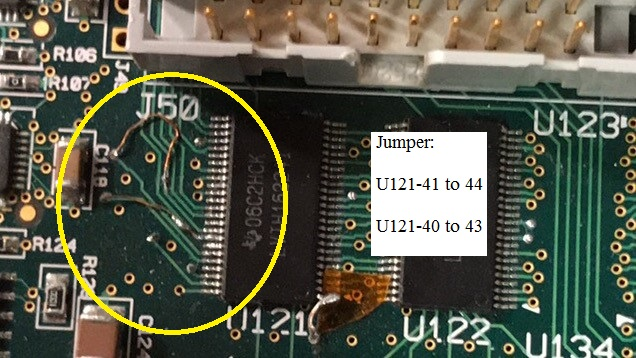 R106
R107
J50
U123
C118
06C2HCK
Jumper:
U121-41 to 44
U121-40 to 43
R124
U121
U122
U134